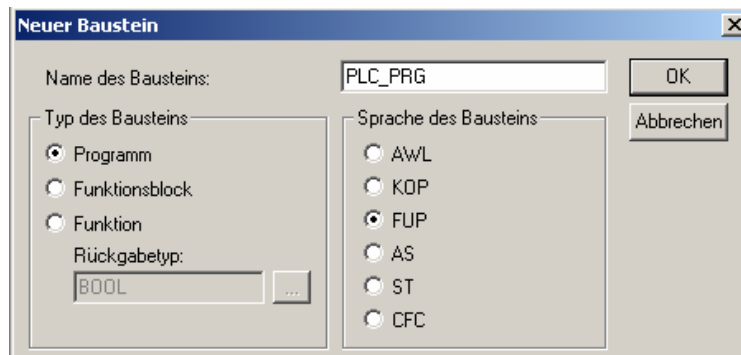 Neuer Baustein
Name des Bausteins:
PLC_PRG
OK
Abbrechen
Typ des Bausteins
Programm
Funktionsblock
Funktion
Rückgabetyp:
BOOL
...
Sprache des Bausteins
AWL
KOP
FUP
AS
ST
CFC